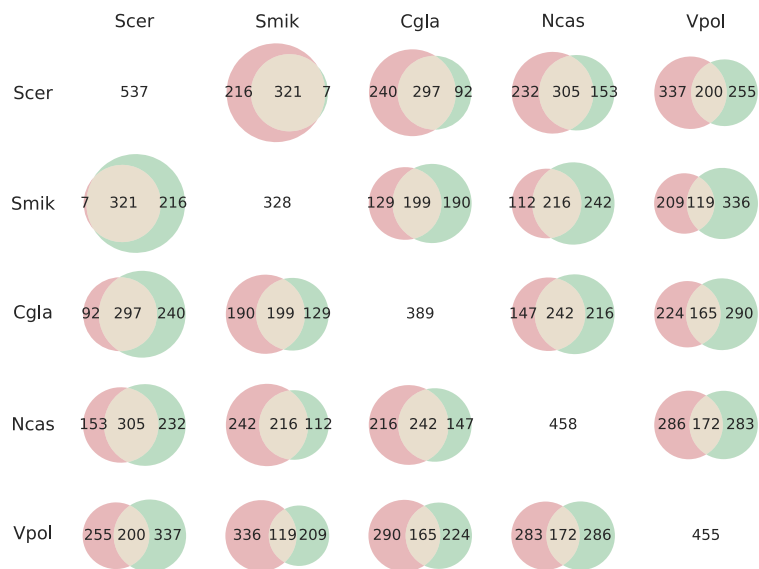 Scer Smik Cgla Ncas Vpol
Scer 537 216 321 7 240 297 92 232 305 153 337 200 255
Smik 7 321 216 328 129 199 190 112 216 242 209 119 336
Cgla 92 297 240 190 199 129 389 147 242 216 224 165 290
Ncas 153 305 232 242 216 112 216 242 147 458 286 172 283
Vpol 255 200 337 336 119 209 290 165 224 283 172 286 455